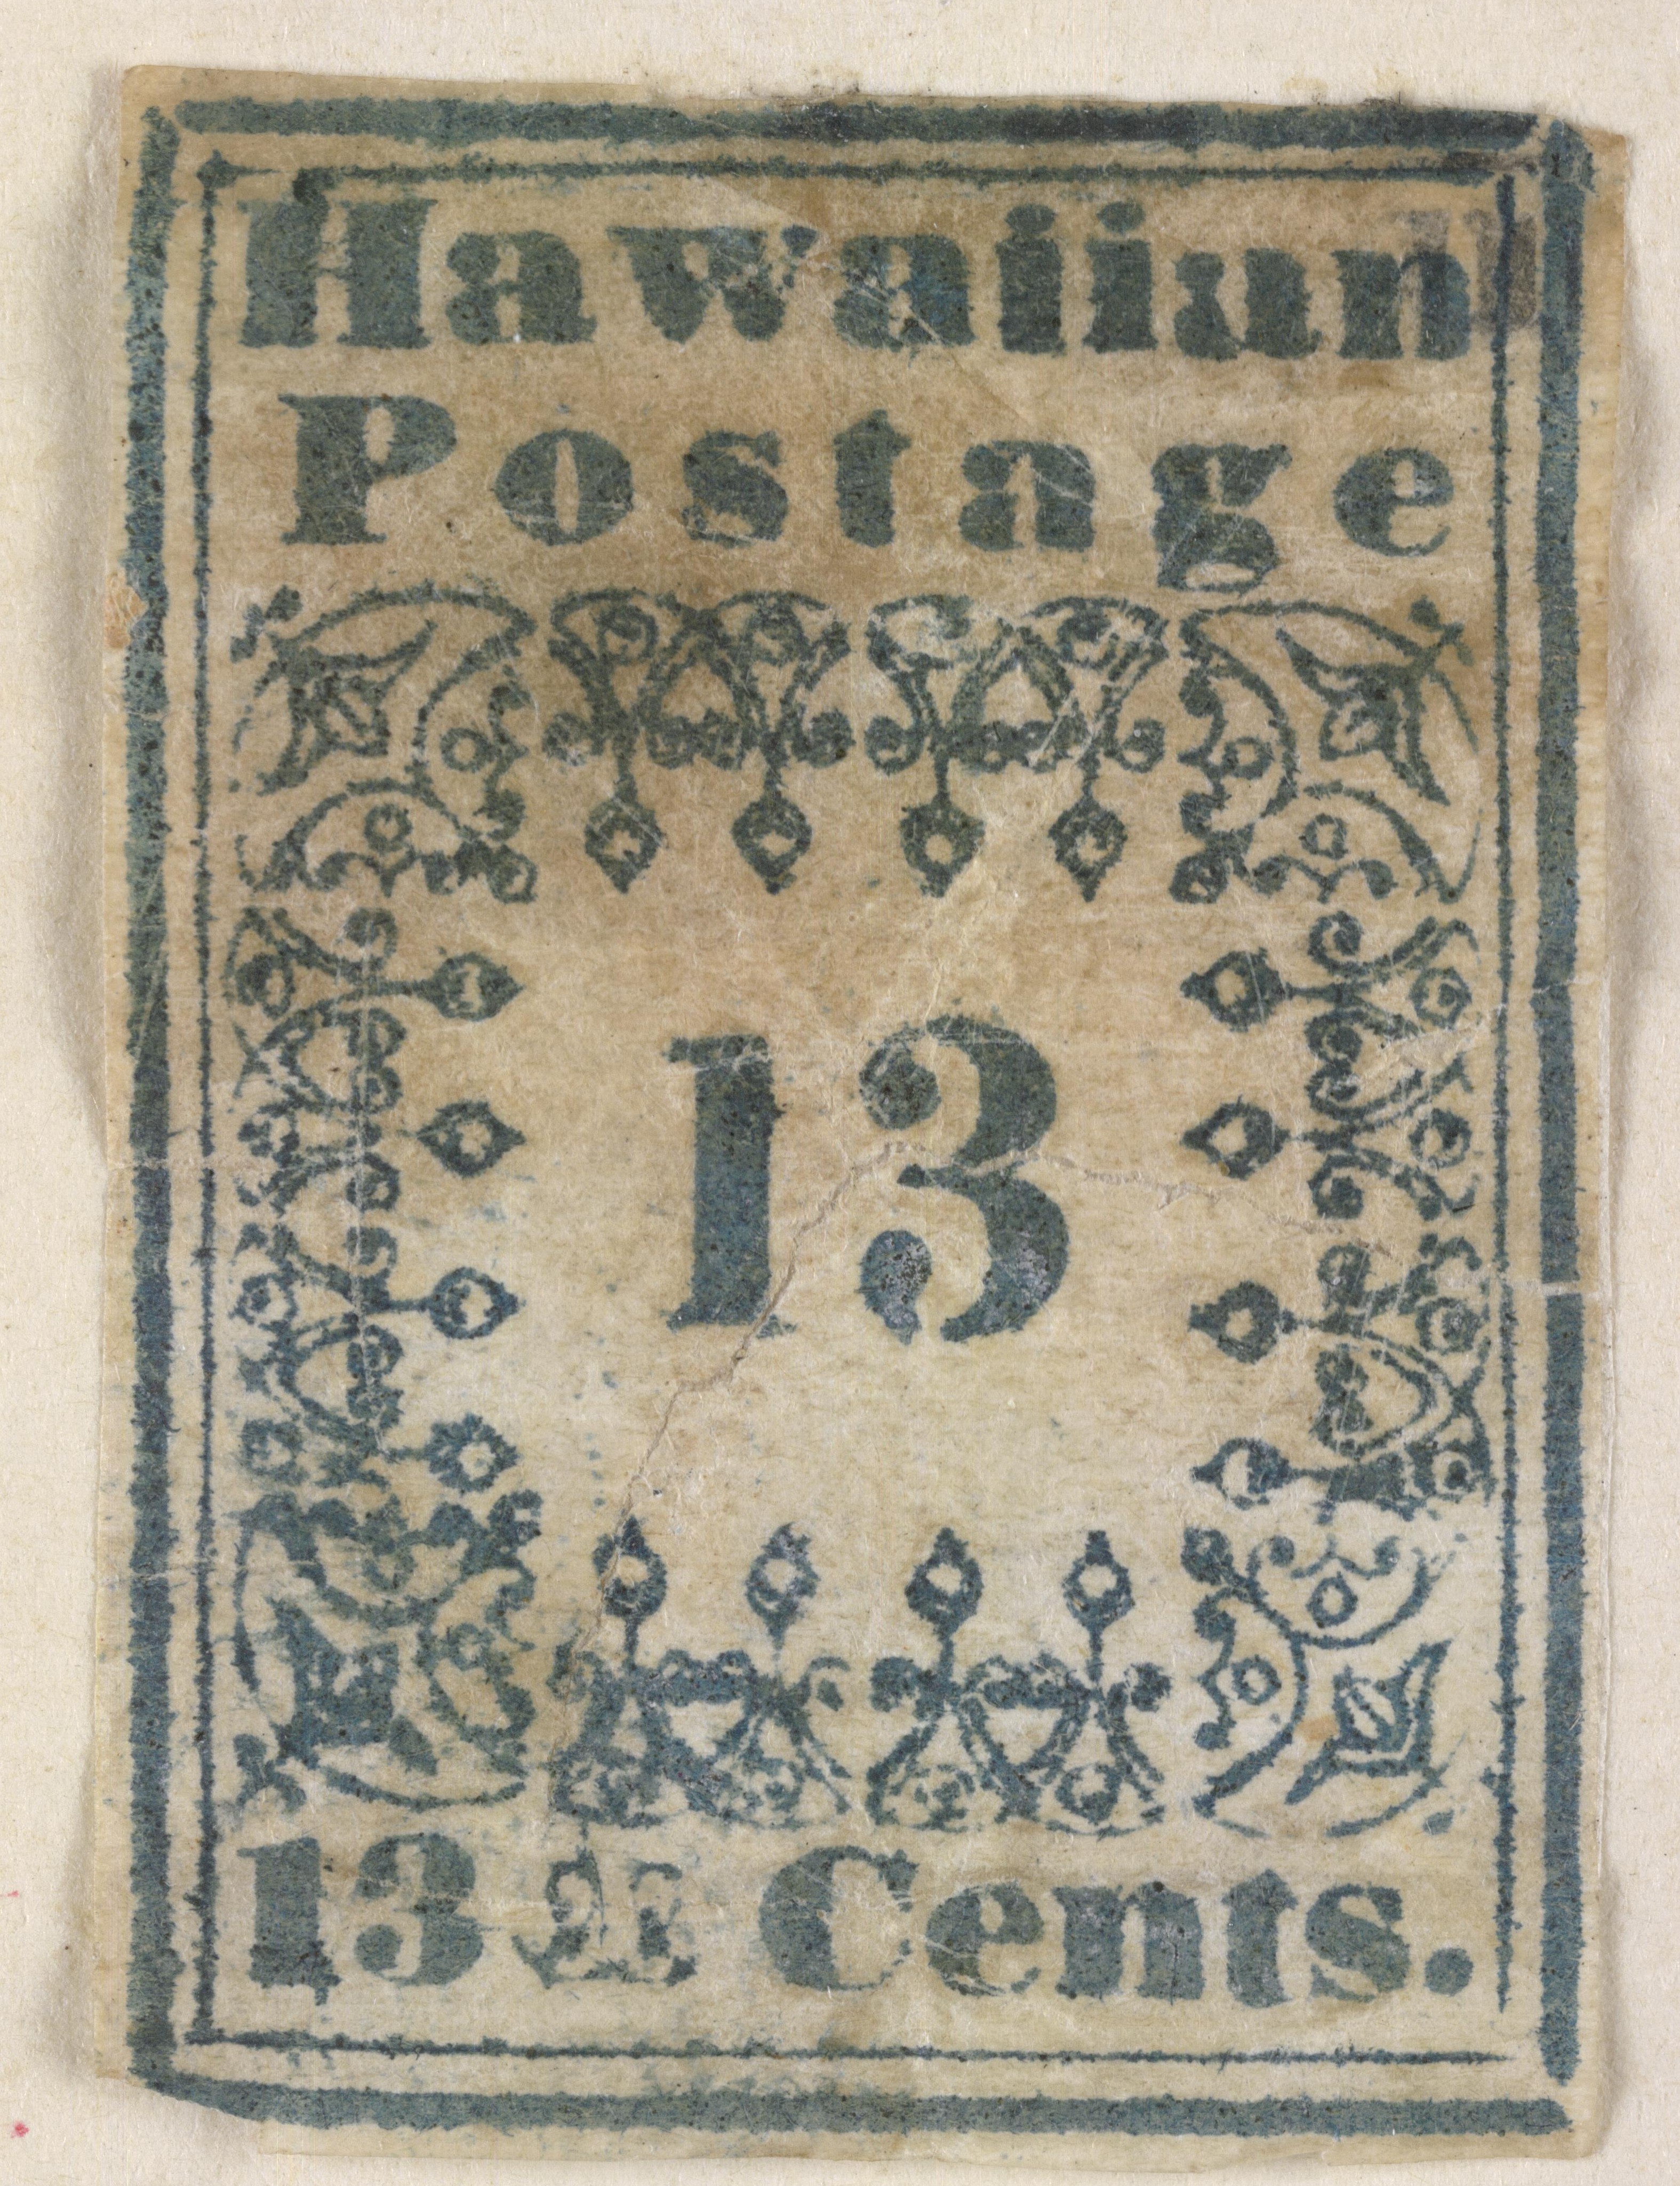 Hawaiian
Postage
13
13 Cents.